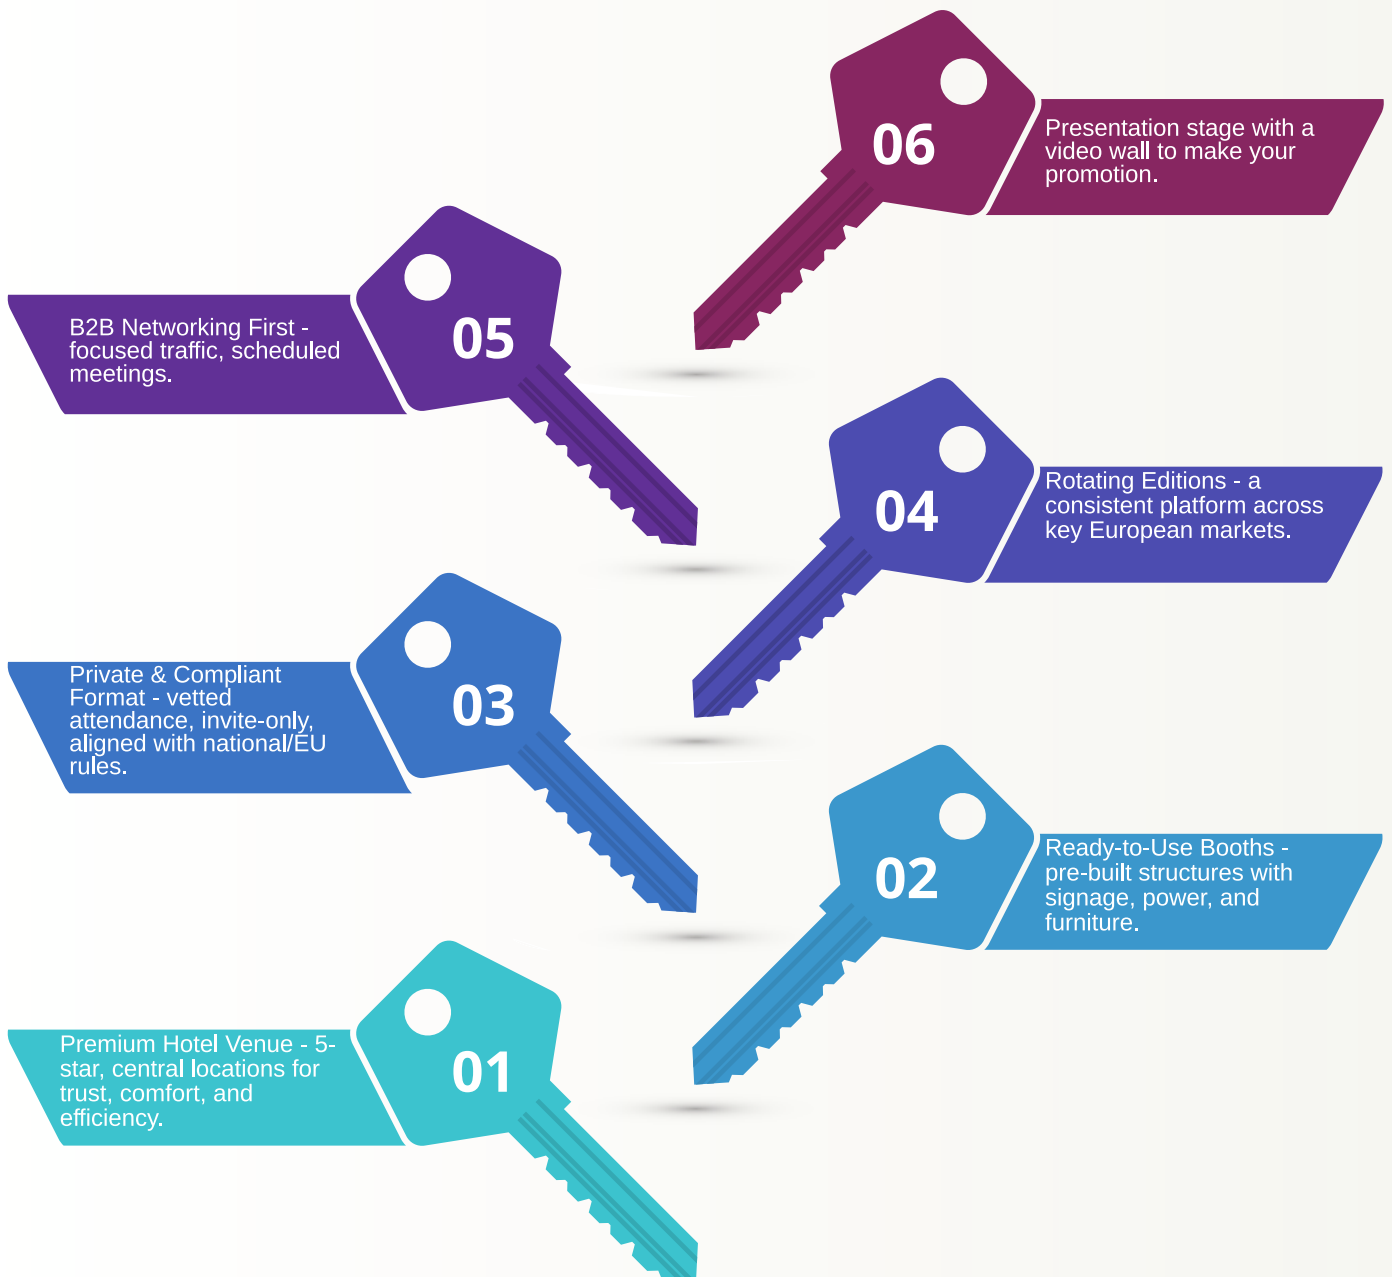 06
Presentation stage with a
video wall to make your
promotion.
05
B2B Networking First -
focused traffic, scheduled
meetings.
04
Rotating Editions - a
consistent platform across
key European markets.
03
Private & Compliant
Format - vetted
attendance, invite-only,
aligned with national/EU
rules.
02
Ready-to-Use Booths -
pre-built structures with
signage, power, and
furniture.
01
Premium Hotel Venue - 5-
star, central locations for
trust, comfort, and
efficiency.